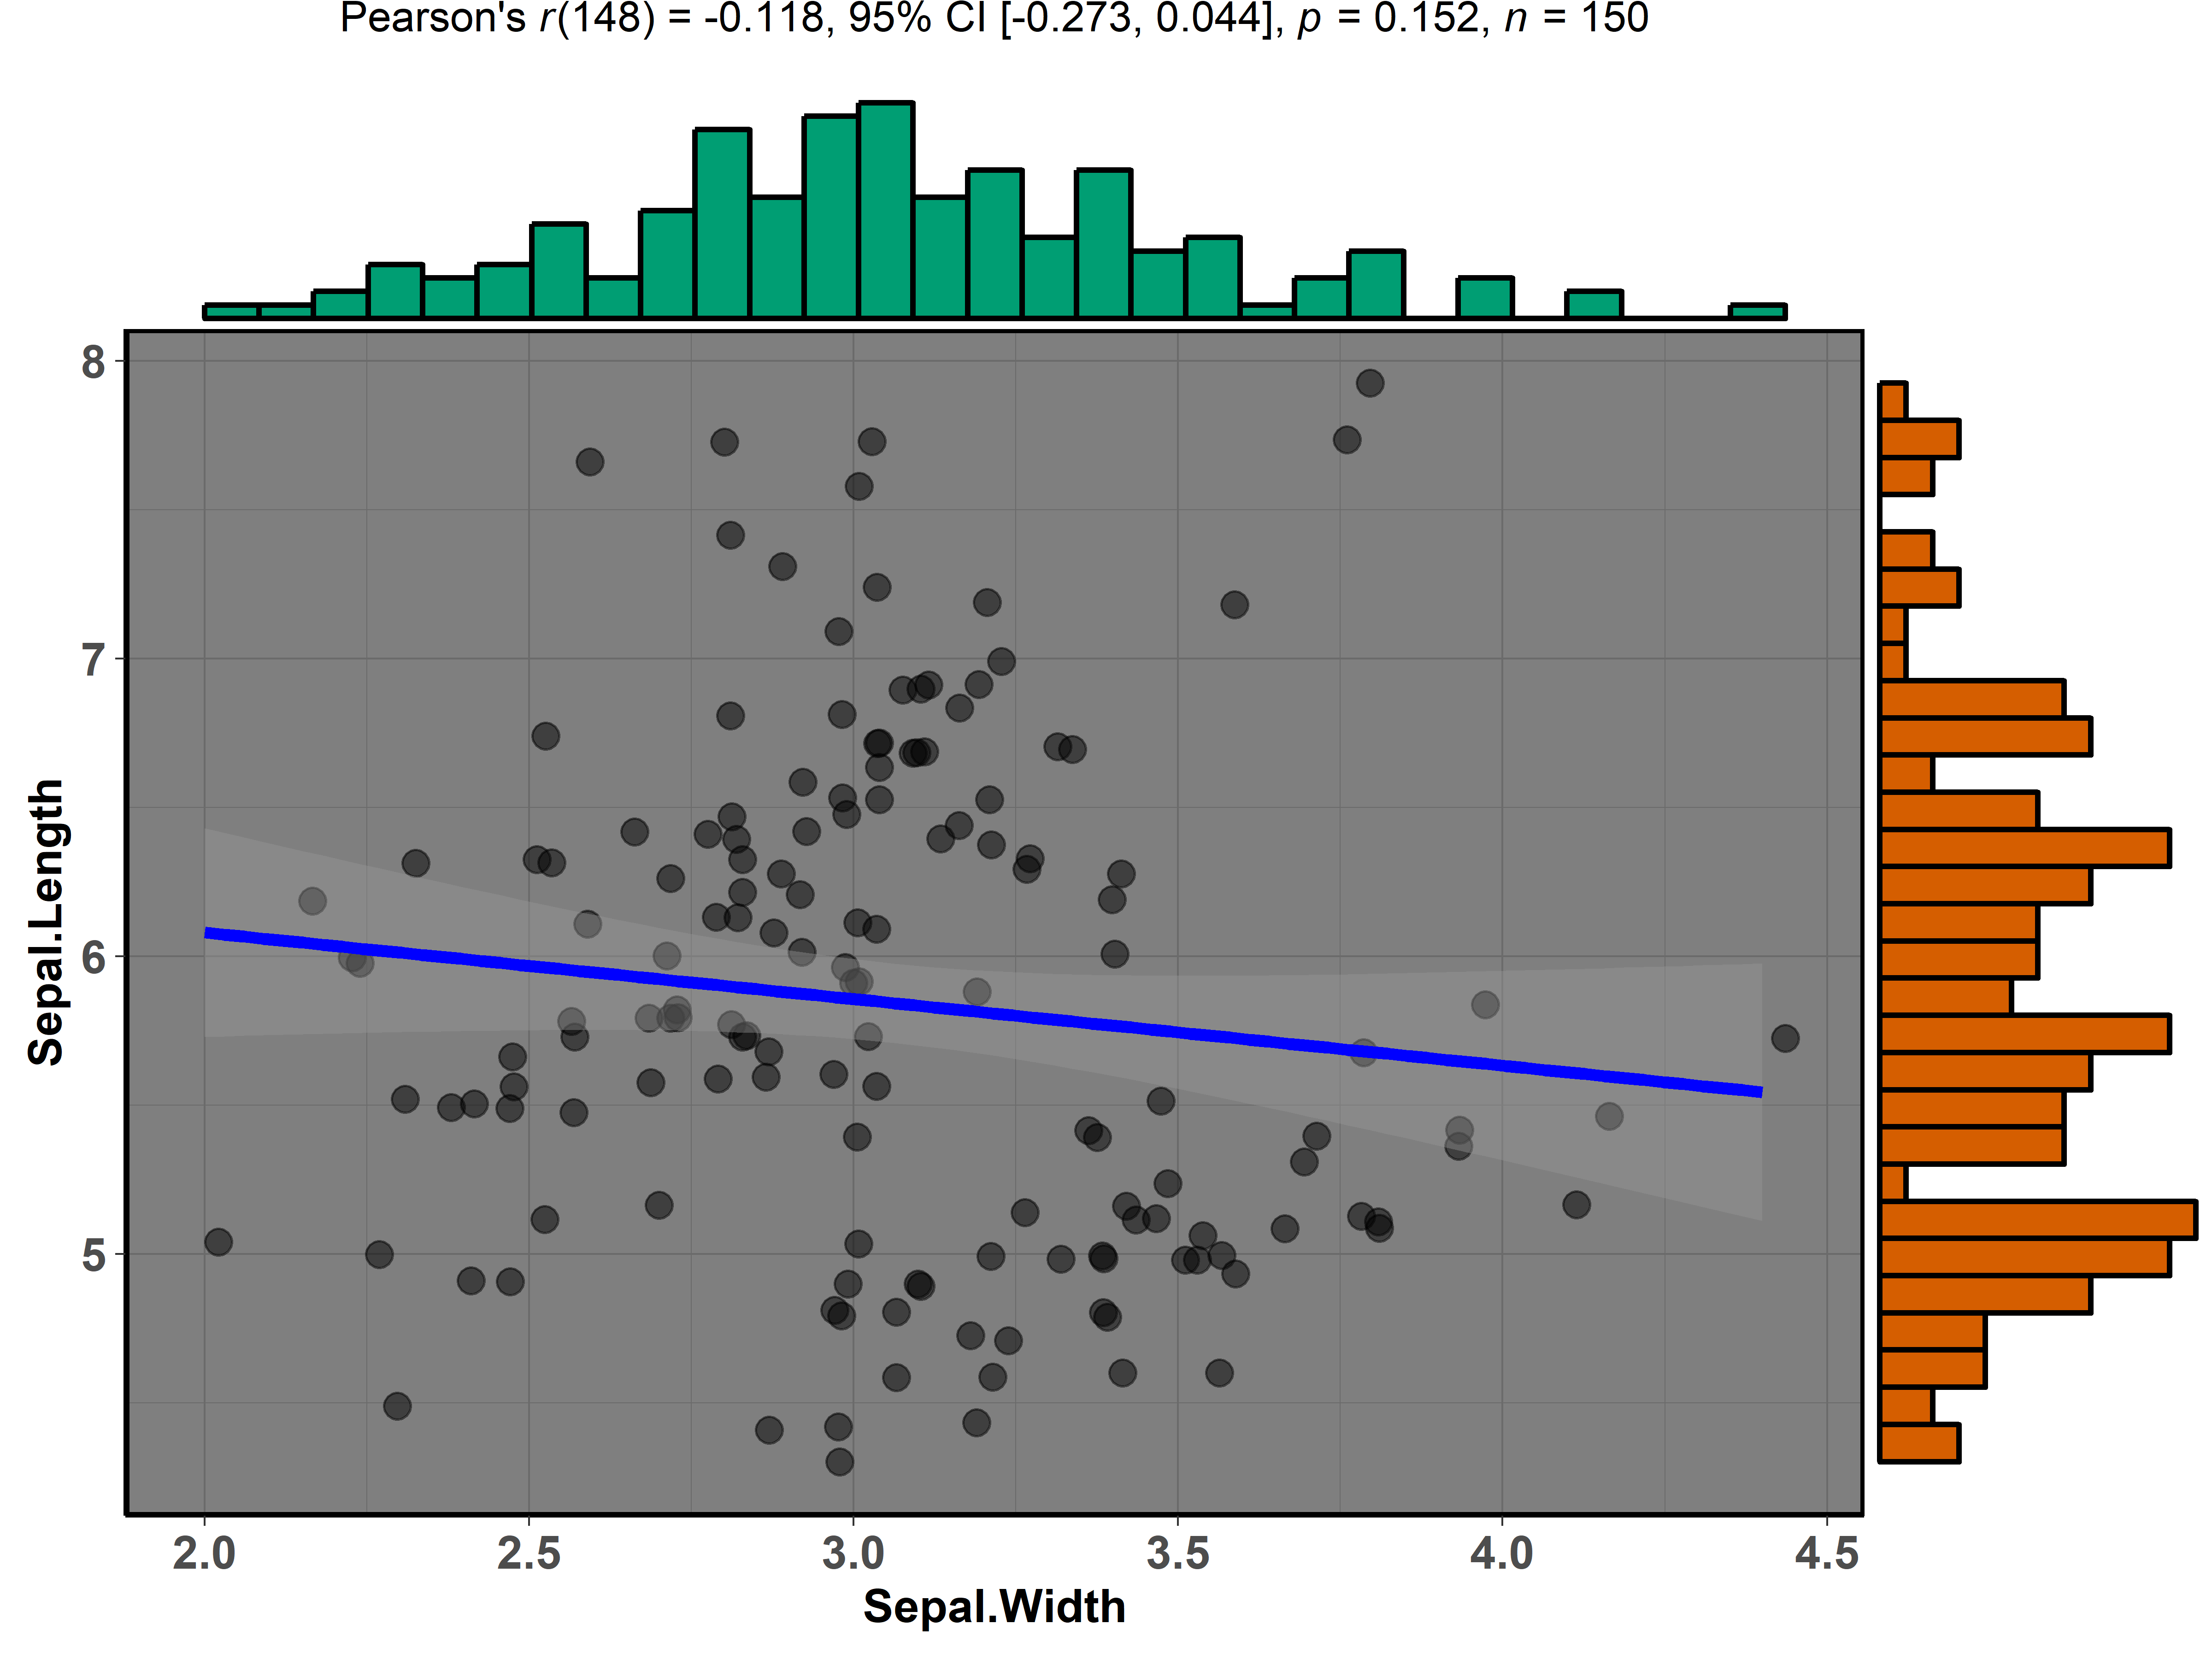 Pearson's r(148) = -0.118, 95% CI [-0.273, 0.044], p = 0.152, n = 150
8
7
6
5
Sepal.Length
2.0 2.5 3.0 3.5 4.0 4.5
Sepal.Width